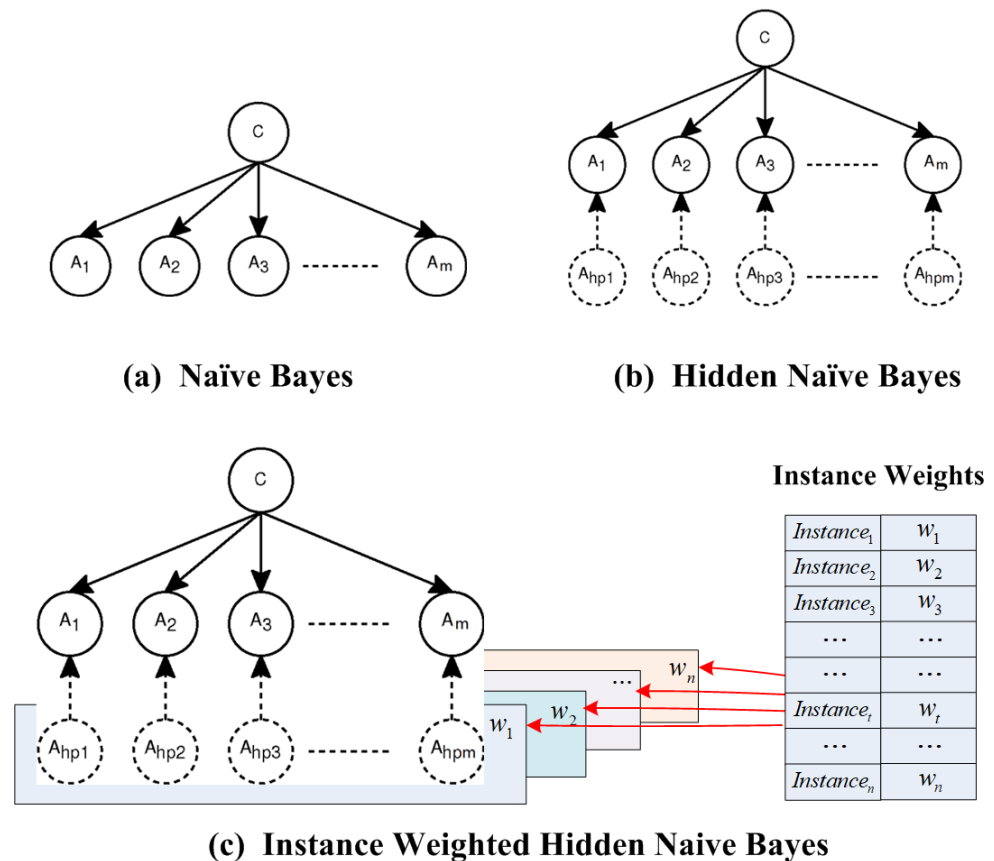 C
A1 A2 A3 Am
(a) Naïve Bayes
C
A1 A2 A3 Am
Ahp1 Ahp2 Ahp3 Ahpm
(b) Hidden Naïve Bayes
C
A1 A2 A3 Am
Ahp1 Ahp2 Ahp3 Ahpm
w1 w2 ... wn
Instance Weights
Instance1 w1
Instance2 w2
Instance3 w3
... ...
... ...
Instancet wt
... ...
Instancen wn
(c) Instance Weighted Hidden Naive Bayes